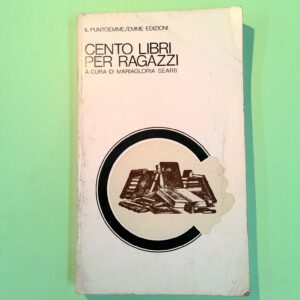 IL PUNTOEMME/EMME EDIZIONI
CENTO LIBRI
PER RAGAZZI
A CURA DI MARIAGLORIA SEARS